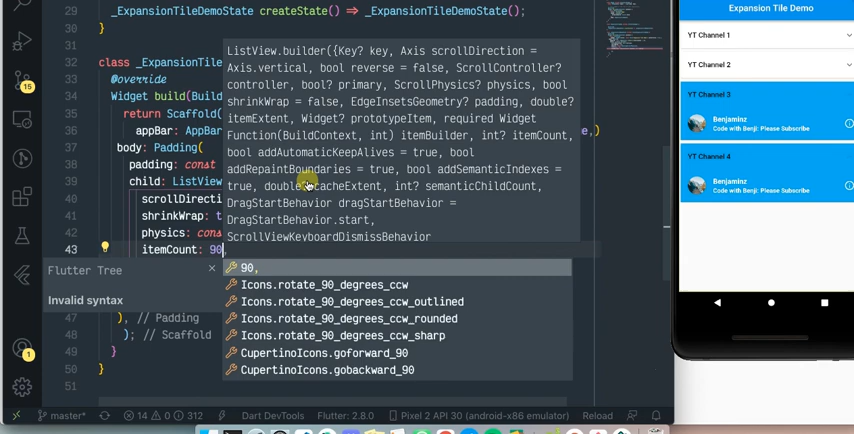 29 _ExpansionTileDemoState createState() => _ExpansionTileDemoState();
30 }
31
32 class _ExpansionTile
33 @override
34 Widget build(Build
35 return Scaffold(
36 appBar: AppBar e,)
37 body: Padding(
38 padding: const
39 child: ListView
40 scrollDirecti
41 shrinkWrap: t
42 physics: cons
43 itemCount: 90,
ListView.builder({Key? key, Axis scrollDirection =
Axis.vertical, bool reverse = false, ScrollController?
controller, bool? primary, ScrollPhysics? physics, bool
shrinkWrap = false, EdgeInsetsGeometry? padding, double?
itemExtent, Widget? prototypeItem, required Widget
Function(BuildContext, int) itemBuilder, int? itemCount,
bool addAutomaticKeepAlives = true, bool
addRepaintBoundaries = true, bool addSemanticIndexes =
true, double? cacheExtent, int? semanticChildCount,
DragStartBehavior dragStartBehavior =
DragStartBehavior.start,
ScrollViewKeyboardDismissBehavior
Flutter Tree
Invalid syntax
90,
Icons.rotate_90_degrees_ccw
Icons.rotate_90_degrees_ccw_outlined
Icons.rotate_90_degrees_ccw_rounded
Icons.rotate_90_degrees_ccw_sharp
CupertinoIcons.goforward_90
CupertinoIcons.gobackward_90
47 ), // Padding
48 ); // Scaffold
49 }
50 }
51
15
1
master* 14 0 312 Dart DevTools Flutter: 2.8.0 Pixel 2 API 30 (android-x86 emulator) Reload
Expansion Tile Demo
YT Channel 1
YT Channel 2
YT Channel 3
Benjaminz
Code with Benji: Please Subscribe
YT Channel 4
Benjaminz
Code with Benji: Please Subscribe